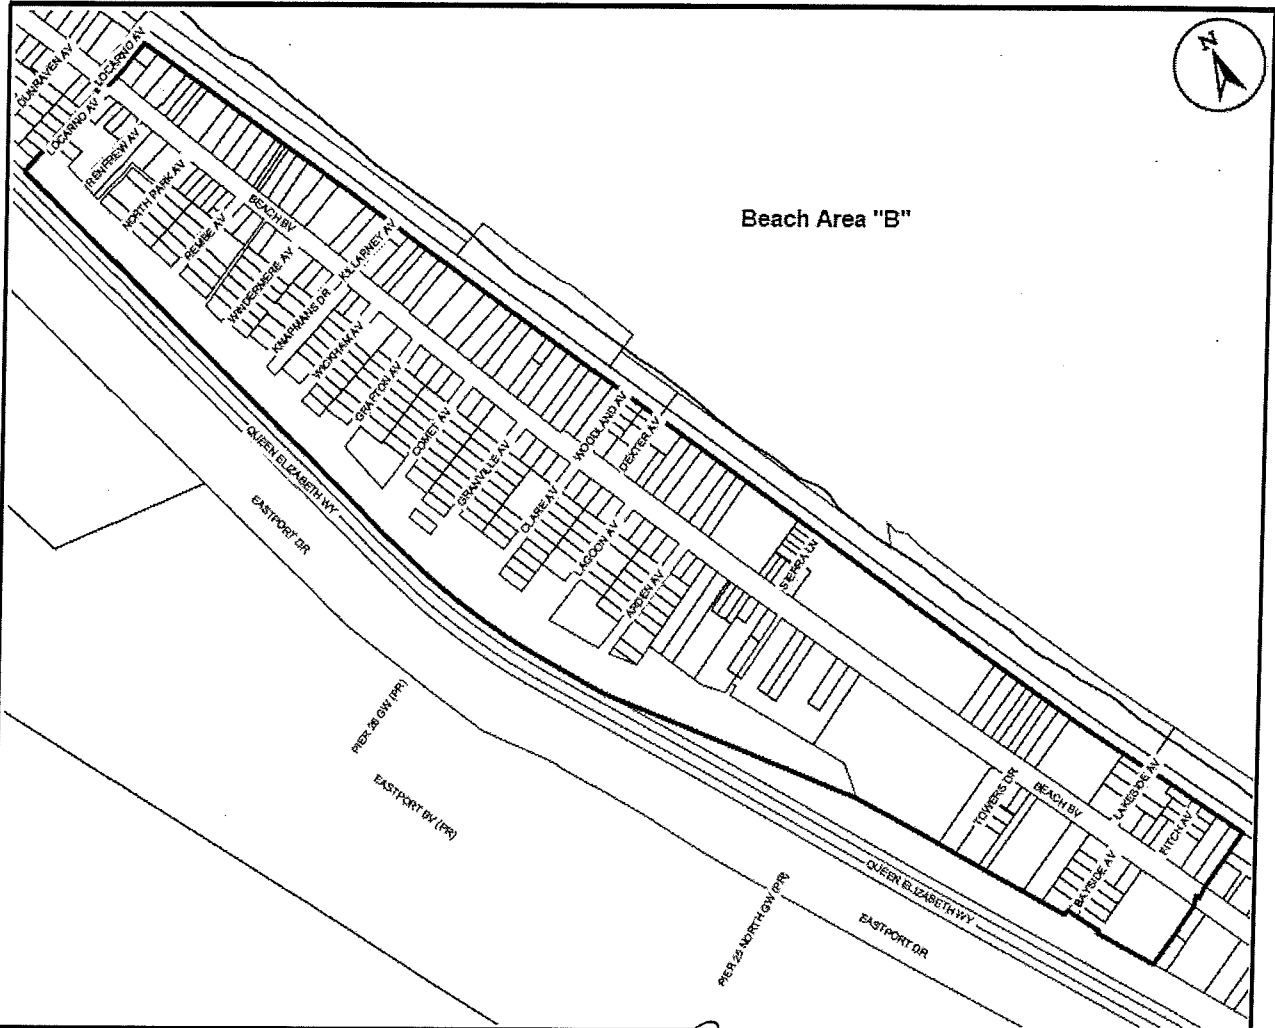 N
LOCARNO AV
DUNRAVEN AV
LOCARNO AV
RENFREW AV
NORTH PARK AV
BEACH BV
REMBE AV
KILLARNEY AV
WINDERMERE AV
KNAPMANS DR
WICKHAM AV
Beach Area "B"
GRAFTON AV
COMET AV
GRANVILLE AV
WOODLAND AV
DEXTER AV
QUEEN ELIZABETH WY
EASTPORT DR
CLARE AV
LAGOON AV
ARDEN AV
SIERRA LN
PIER 26 GW (PR)
EASTPORT BV (PR)
TOWERS DR
BEACH BV
LAKESIDE AV
FITCH AV
BAYSIDE AV
QUEEN ELIZABETH WY
PIER 25 NORTH GW (PR)
EASTPORT DR